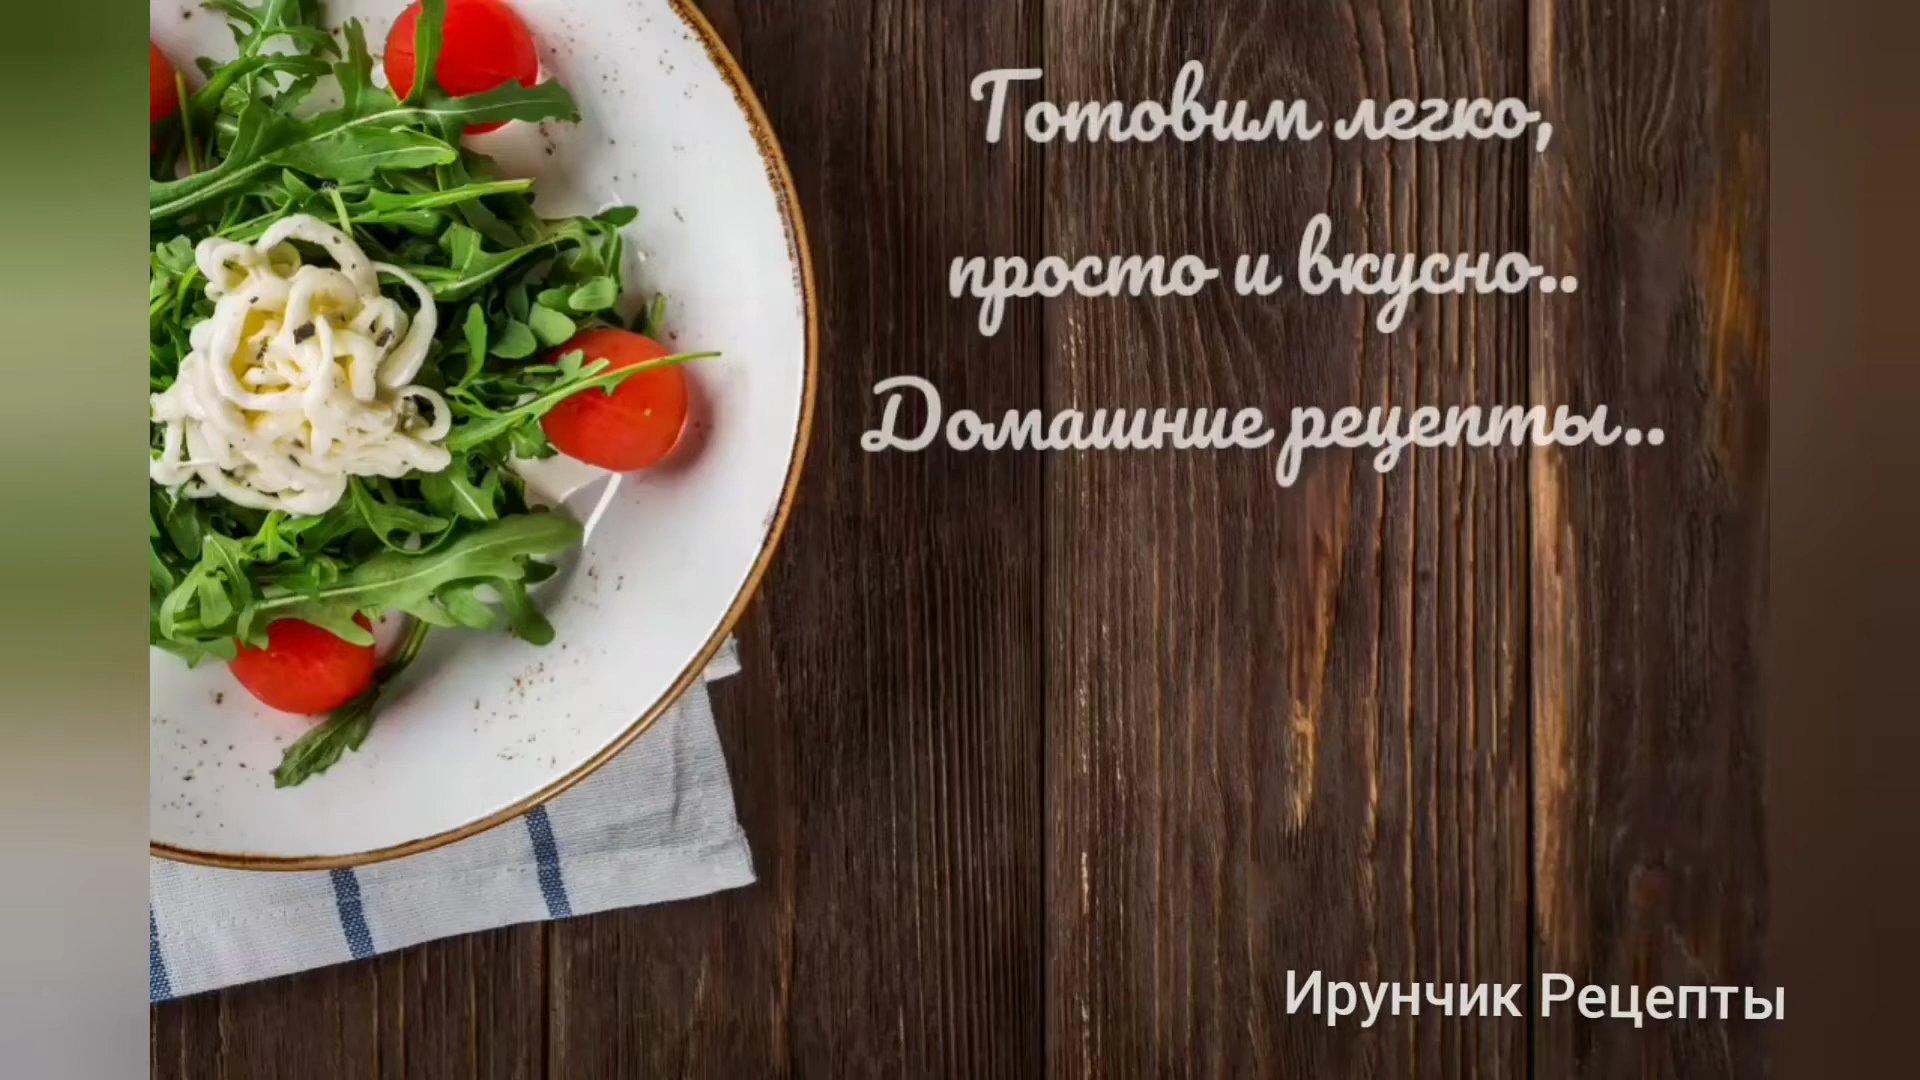 Готовим легко,
просто и вкусно..
Домашние рецепты..
Ирунчик Рецепты